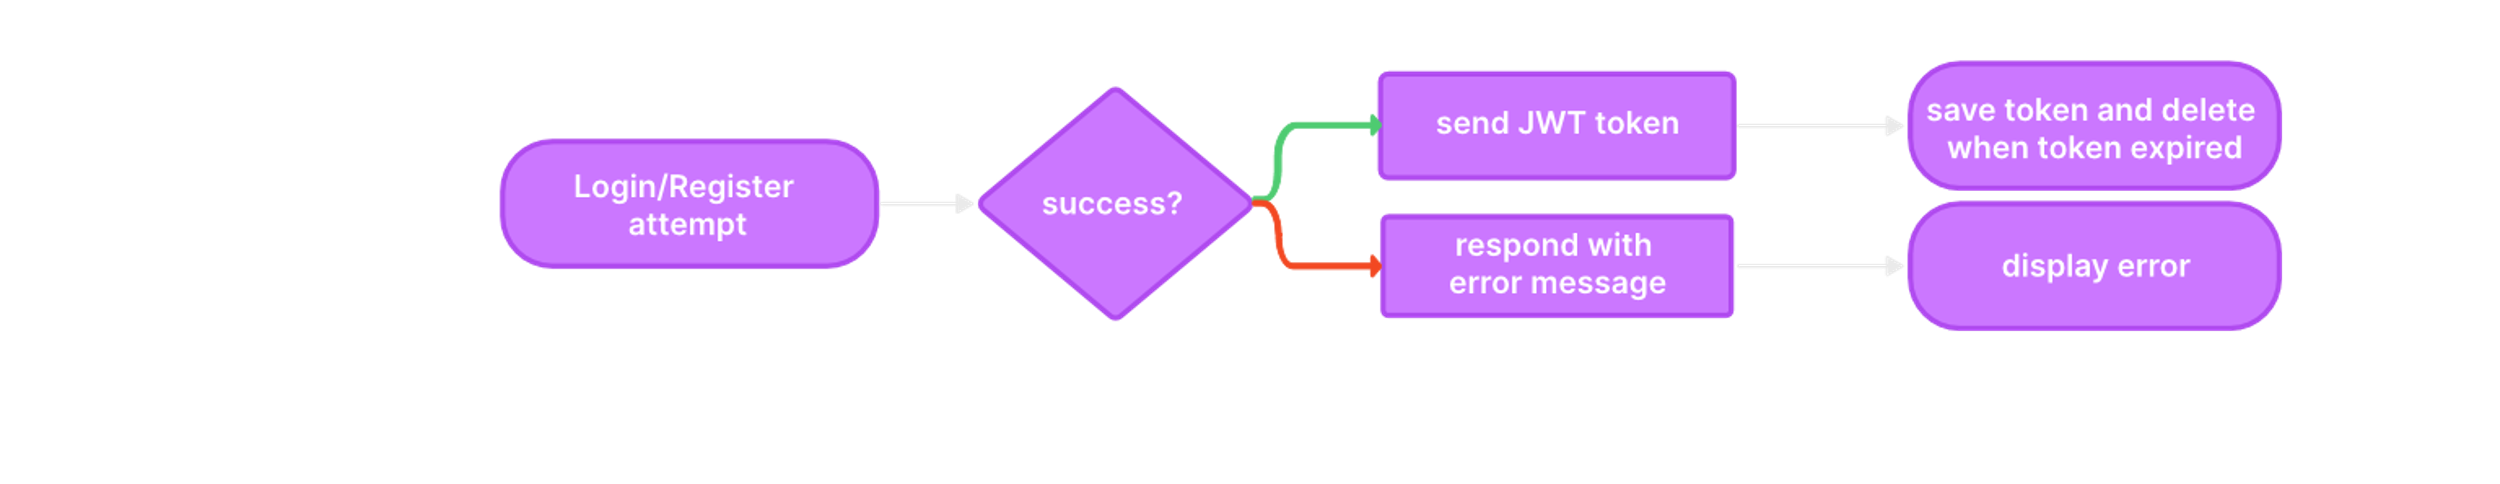 Login/Register
attempt
success?
send JWT token
save token and delete
when token expired
respond with
error message
display error